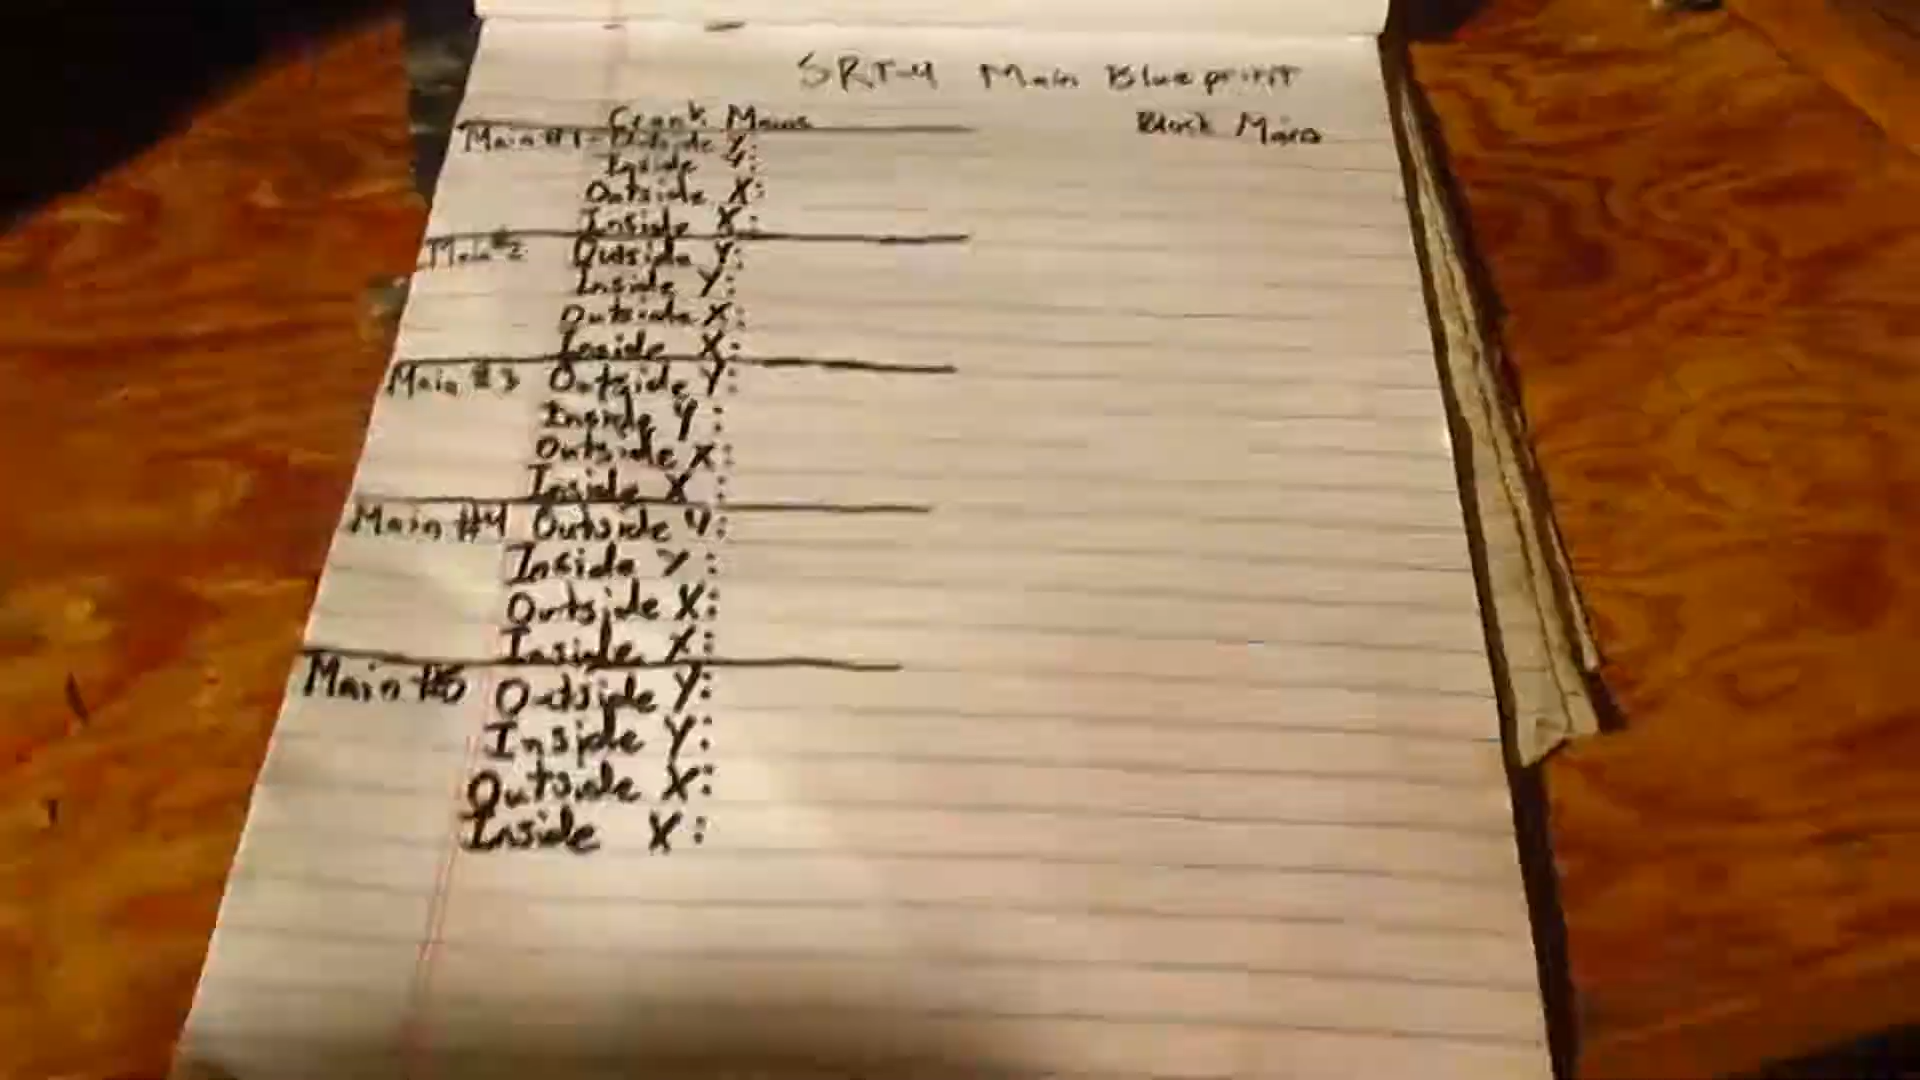 SRT-4 Main Blueprint
Crank Mains Block Mains
Main #1- Outside Y:
Inside Y:
Outside X:
Inside X:
Main #2 Outside Y:
Inside Y:
Outside X:
Inside X:
Main #3 Outside Y:
Inside Y:
Outside X:
Inside X:
Main #4 Outside Y:
Inside Y:
Outside X:
Inside X:
Main #5 Outside Y:
Inside Y:
Outside X:
Inside X: